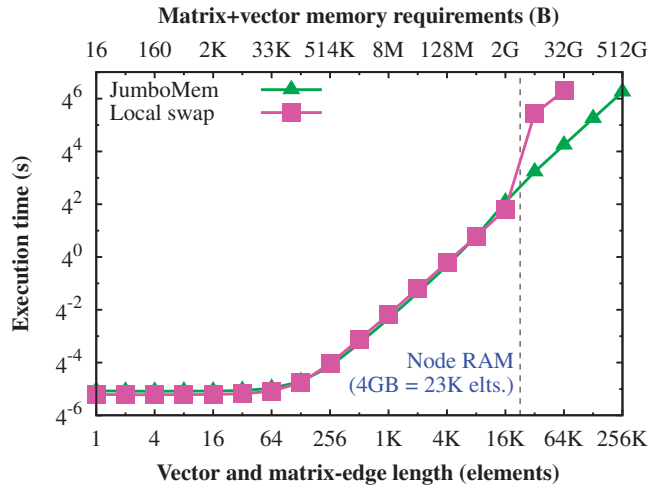 Matrix+vector memory requirements (B)
16 160 2K 33K 514K 8M 128M 2G 32G 512G
4^6
JumboMem
Local swap
4^4
4^2
4^0
4^-2
4^-4
4^-6
Execution time (s)
Node RAM
(4GB = 23K elts.)
1 4 16 64 256 1K 4K 16K 64K 256K
Vector and matrix-edge length (elements)